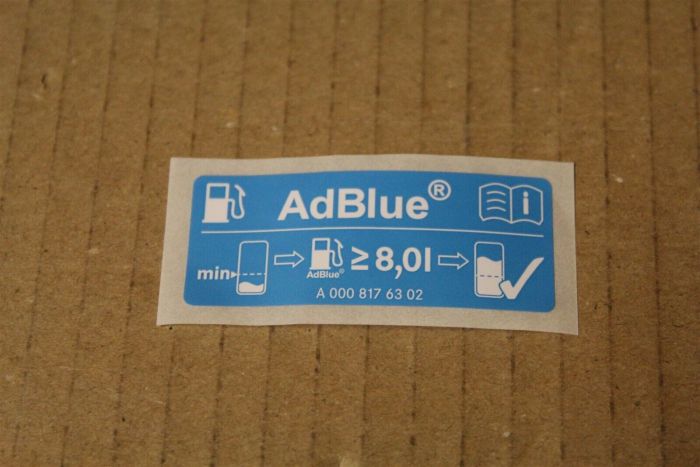 AdBlue®
i
min
AdBlue®
≥ 8,0l
A 000 817 63 02